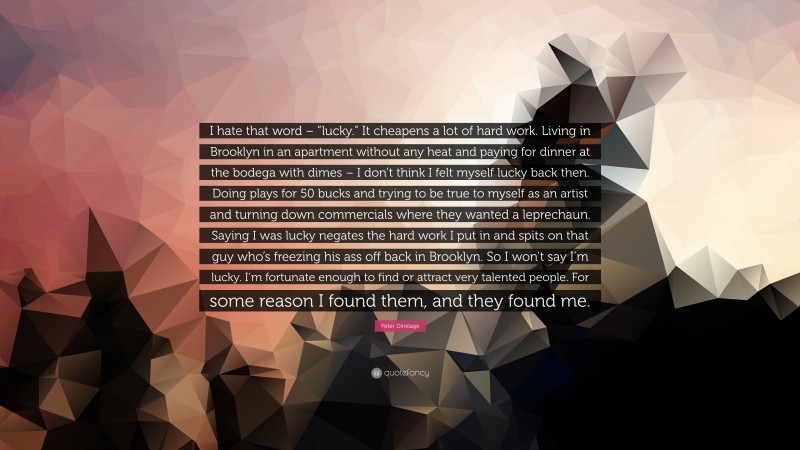 I hate that word – “lucky.” It cheapens a lot of hard work. Living in
Brooklyn in an apartment without any heat and paying for dinner at
the bodega with dimes – I don’t think I felt myself lucky back then.
Doing plays for 50 bucks and trying to be true to myself as an artist
and turning down commercials where they wanted a leprechaun.
Saying I was lucky negates the hard work I put in and spits on that
guy who’s freezing his ass off back in Brooklyn. So I won’t say I’m
lucky. I’m fortunate enough to find or attract very talented people. For
some reason I found them, and they found me.
Peter Dinklage
quotefancy